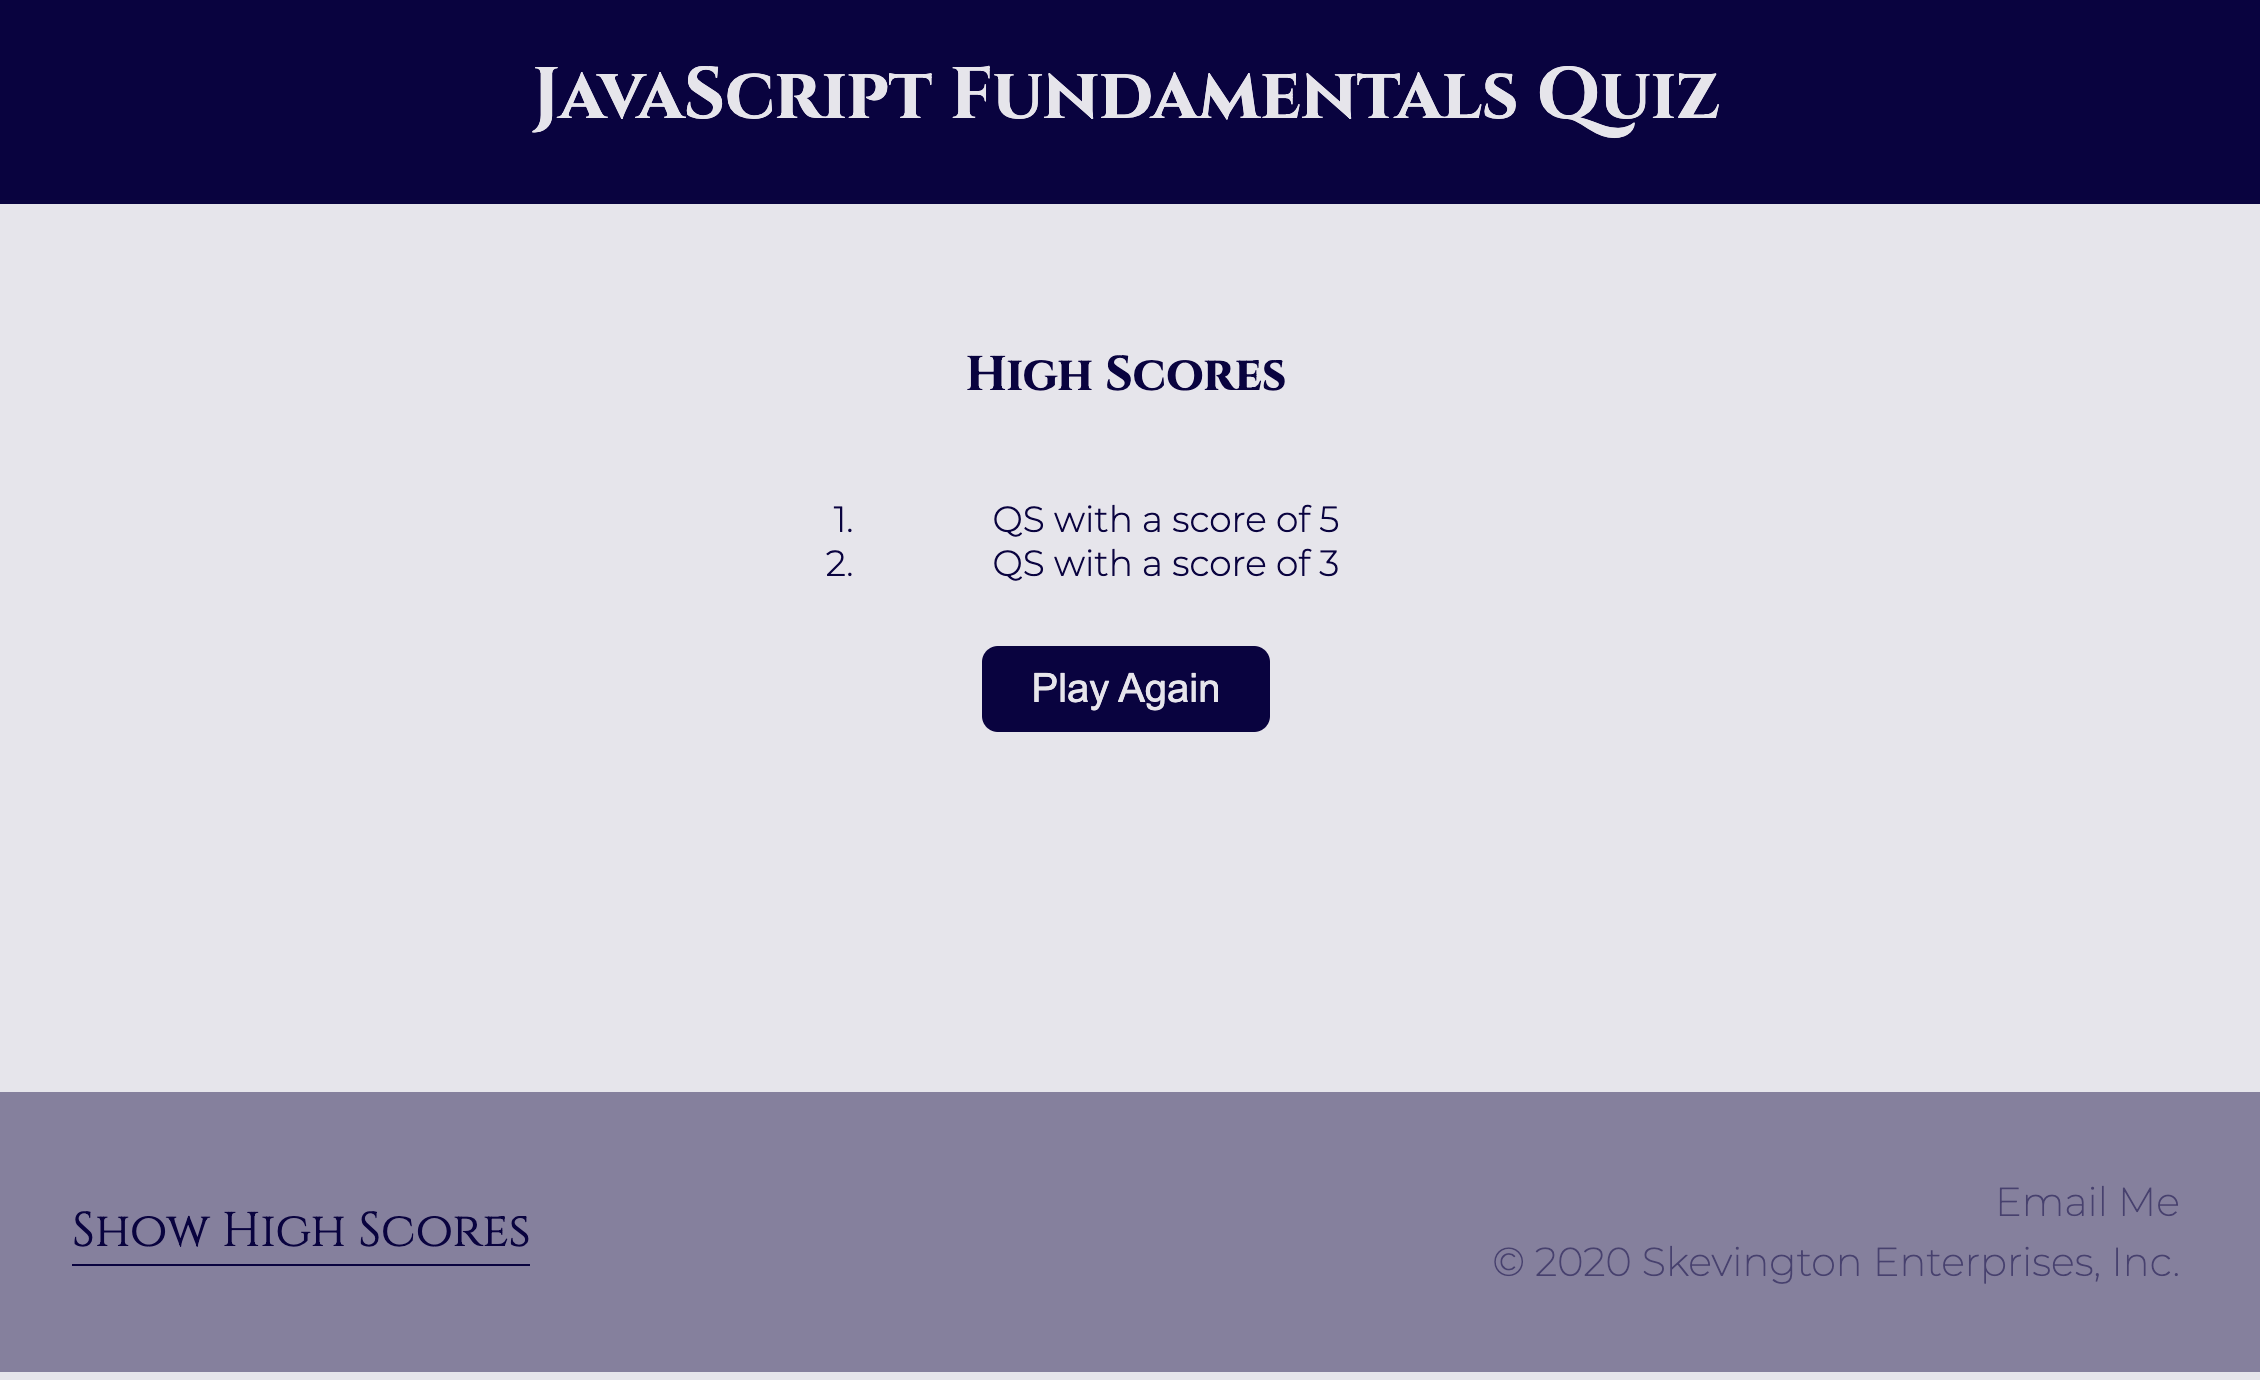 JavaScript Fundamentals Quiz
High Scores
1. QS with a score of 5
2. QS with a score of 3
Play Again
Show High Scores
Email Me
© 2020 Skevington Enterprises, Inc.